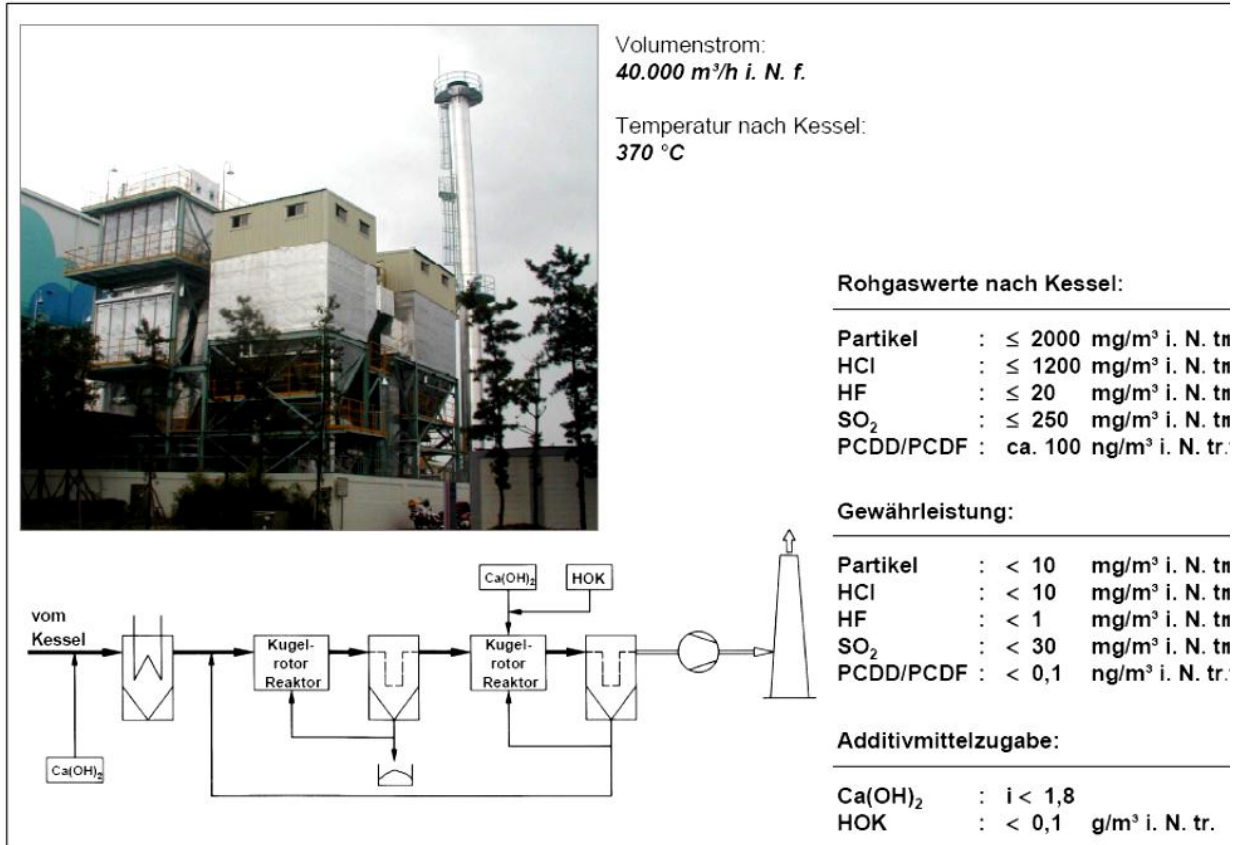 Volumenstrom:
40.000 m³/h i. N. f.
Temperatur nach Kessel:
370 °C
Rohgaswerte nach Kessel:
Partikel : ≤ 2000 mg/m³ i. N.
HCl : ≤ 1200 mg/m³ i. N.
HF : ≤ 20 mg/m³ i. N.
SO₂ : ≤ 250 mg/m³ i. N.
PCDD/PCDF : ca. 100 ng/m³ i. N. tr.
Gewährleistung:
Partikel : < 10 mg/m³ i. N.
HCl : < 10 mg/m³ i. N.
HF : < 1 mg/m³ i. N.
SO₂ : < 30 mg/m³ i. N.
PCDD/PCDF : < 0,1 ng/m³ i. N. tr.
Additivmittelzugabe:
Ca(OH)₂ : i < 1,8
HOK : < 0,1 g/m³ i. N. tr.
Ca(OH)₂
HOK
vom
Kessel
Kugel-
rotor
Reaktor
Kugel-
rotor
Reaktor
Ca(OH)₂